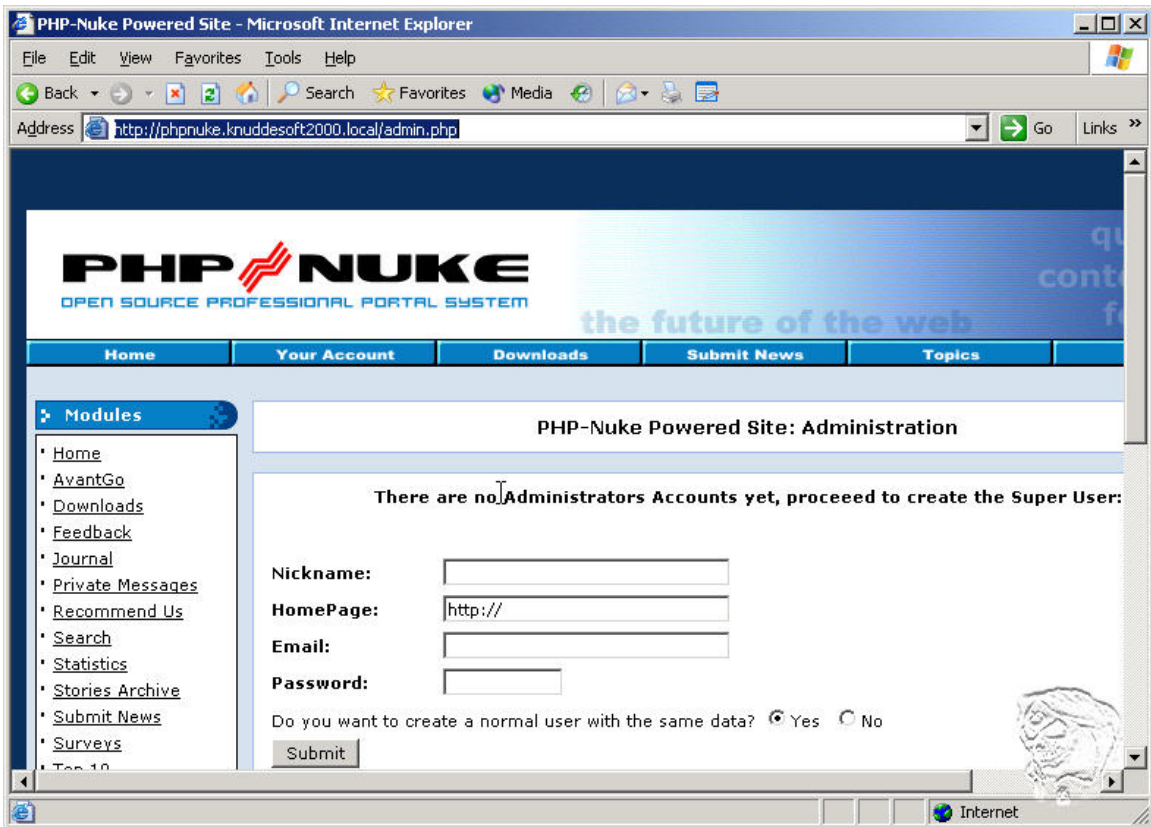 PHP-Nuke Powered Site - Microsoft Internet Explorer
File Edit View Favorites Tools Help
Back Search Favorites Media
Address http://phpnuke.knuddesoft2000.local/admin.php Go Links »
PHP NUKE
OPEN SOURCE PROFESSIONAL PORTAL SYSTEM
the future of the web
Home Your Account Downloads Submit News Topics
Modules
Home
AvantGo
Downloads
Feedback
Journal
Private Messages
Recommend Us
Search
Statistics
Stories Archive
Submit News
Surveys
Top 10
PHP-Nuke Powered Site: Administration
There are no Administrators Accounts yet, proceeed to create the Super User:
Nickname:
HomePage: http://
Email:
Password:
Do you want to create a normal user with the same data? Yes No
Submit
Internet